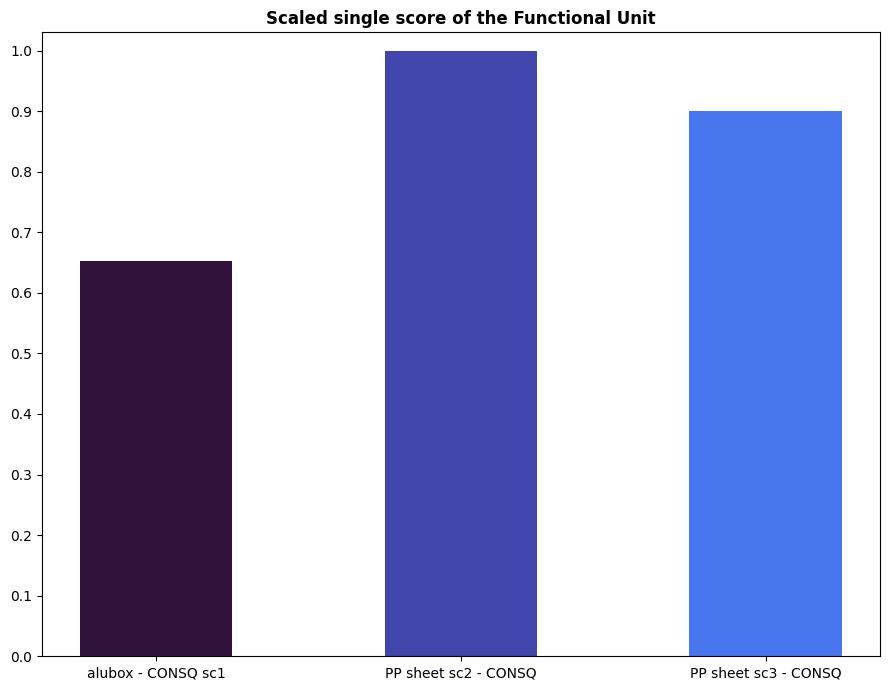 Scaled single score of the Functional Unit
1.0
0.9
0.8
0.7
0.6
0.5
0.4
0.3
0.2
0.1
0.0
alubox - CONSQ sc1
PP sheet sc2 - CONSQ
PP sheet sc3 - CONSQ